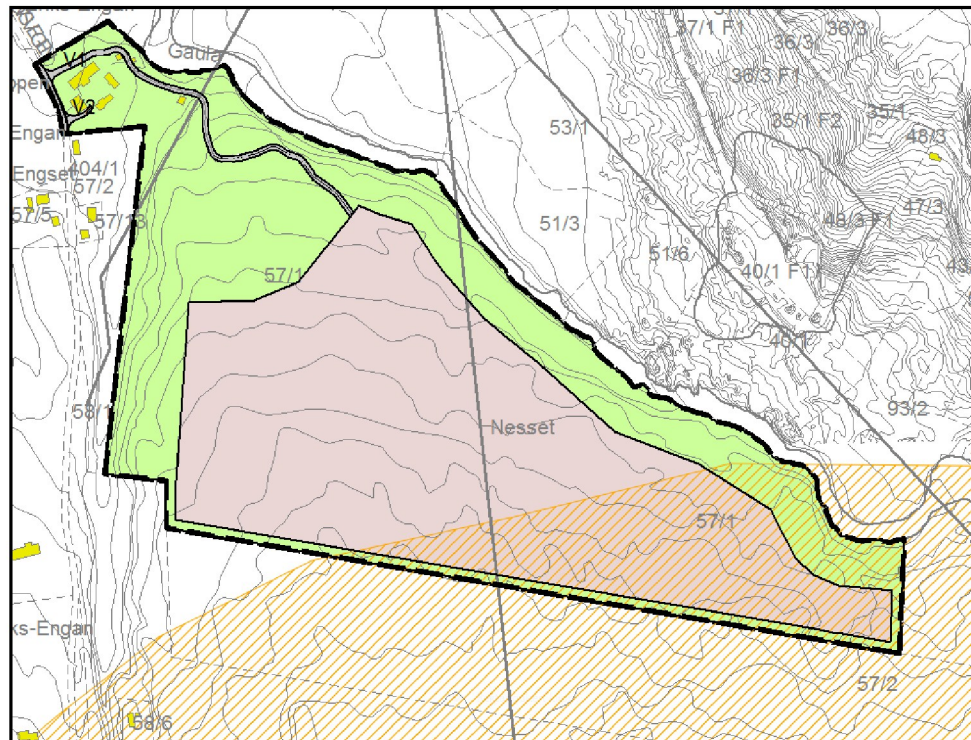 Gaula
V1
V2
Engan
404/1
Engset
57/2
57/5
57/13
57/1
58/1
Nesset
57/1
ks-Engan
58/6
57/2
93/2
53/1
51/3
51/6
37/1 F1
36/3
36/3
36/3 F1
35/1
35/1 F2
48/3
47/3
48/3 F1
40/1 F1
43